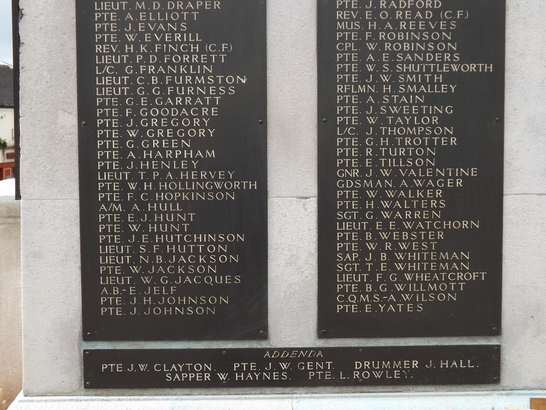 LIEUT. M.D. DRAPER
PTE. A. ELLIOTT
PTE. J. EVANS
PTE. W. EVERILL
REV. H.K. FINCH (C.F.)
LIEUT. P.D. FORRETT
L/C. G. FRANKLIN
LIEUT. C.B. FURMSTON
LIEUT. G.G. FURNESS
PTE. G.E. GARRATT
PTE. F. GOODACRE
PTE. J. GREGORY
PTE. W. GREGORY
PTE. G. GREEN
PTE. A. HARPHAM
PTE. J. HENLEY
LIEUT. T.P.A. HERVEY
PTE. W.H. HOLLINGWORTH
PTE. F.C. HOPKINSON
A/M. A. HULL
PTE. E.J. HUNT
PTE. W. HUNT
PTE. J.E. HUTCHINSON
LIEUT. S.F. HUTTON
LIEUT. N.B. JACKSON
PTE. W. JACKSON
LIEUT. W.G. JACQUES
A.B.- E. JELF
PTE. J.H. JOHNSON
PTE. J. JOHNSON
PTE. J. RADFORD
REV. E.O. READ (C.F.)
MUS. H.A. REEVES
PTE. F. ROBINSON
CPL. W. ROBINSON
PTE. A.E. SANDERS
PTE. W.S. SHUTTLEWORTH
PTE. J.W. SMITH
RFLMN. H. SMALLEY
PTE. A. STAIN
PTE. J. SWEETING
PTE. W. TAYLOR
L/C. J. THOMPSON
PTE. G.H. TROTTER
PTE. R. TURTON
PTE. E. TILLSON
GNR. J.W. VALENTINE
GDSMAN. A. WAGER
PTE. W. WALKER
PTE. H. WALTERS
SGT. G. WARREN
LIEUT. E.E. WATCHORN
PTE. B. WEBSTER
PTE. W.R. WEST
SAP. J.B. WHITEMAN
SGT. T.E. WHITEMAN
LIEUT. F.G. WHEATCROFT
PTE. B.G. WILLMOTT
C.Q.M.S.-A. WILSON
PTE. E. YATES
ADDENDA
PTE J.W. CLAYTON. PTE. J.W. GENT. DRUMMER J. HALL.
SAPPER W. HAYNES. PTE. L. ROWLEY.